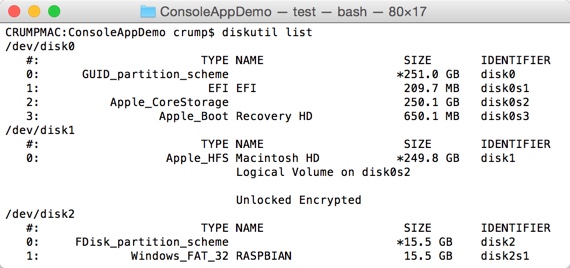 ConsoleAppDemo — test — bash — 80×17
CRUMPMAC:ConsoleAppDemo crump$ diskutil list
/dev/disk0
   #:                       TYPE NAME                    SIZE       IDENTIFIER
   0:      GUID_partition_scheme                        *251.0 GB   disk0
   1:                        EFI EFI                     209.7 MB   disk0s1
   2:          Apple_CoreStorage                         250.1 GB   disk0s2
   3:                 Apple_Boot Recovery HD             650.1 MB   disk0s3
/dev/disk1
   #:                       TYPE NAME                    SIZE       IDENTIFIER
   0:                  Apple_HFS Macintosh HD           *249.8 GB   disk1
                                 Logical Volume on disk0s2
                                 Unlocked Encrypted
/dev/disk2
   #:                       TYPE NAME                    SIZE       IDENTIFIER
   0:     FDisk_partition_scheme                        *15.5 GB    disk2
   1:             Windows_FAT_32 RASPBIAN                15.5 GB    disk2s1